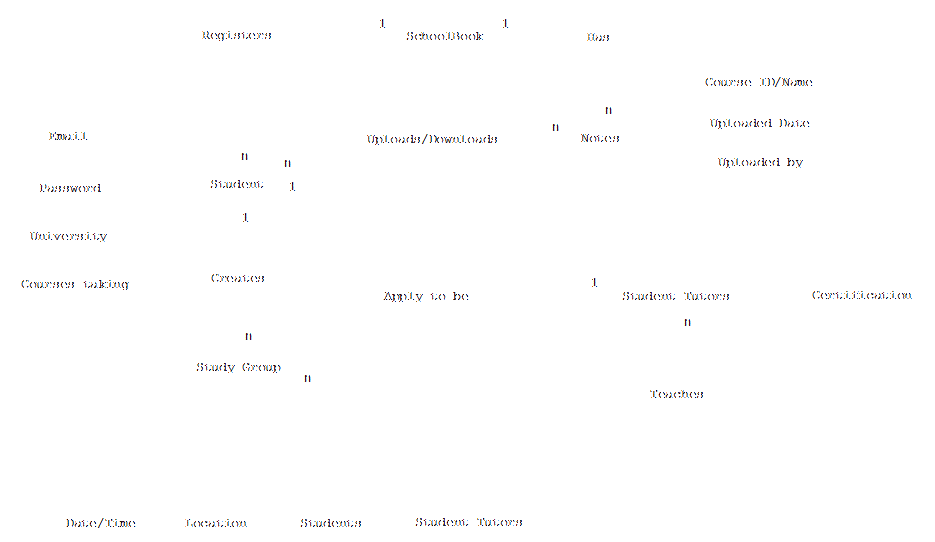 1 1
Registers SchoolBook Has
Course ID/Name
n
Uploaded Date
n
Email Uploads/Downloads Notes
n n
Uploaded by
Student 1
Password
1
University
Creates
Courses taking 1
Apply to be Student Tutors Certification
n
n
Study Group
n
Teaches
Date/Time Location Students Student Tutors